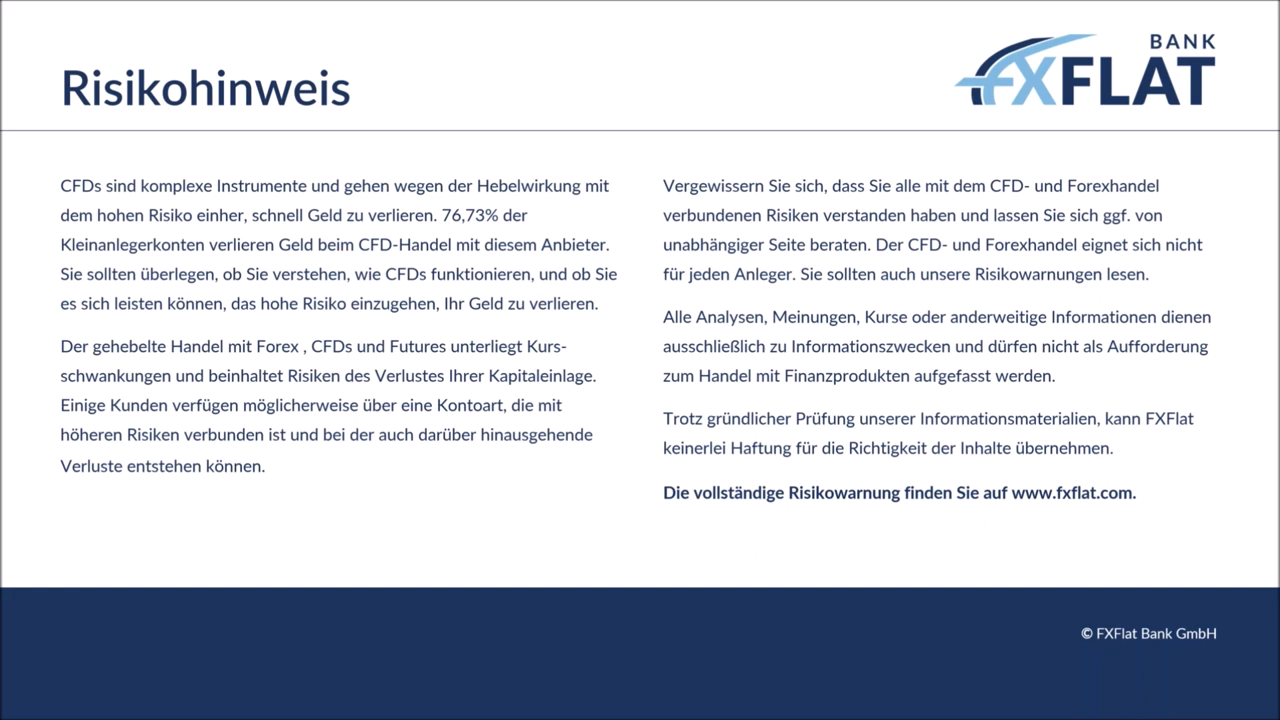 Risikohinweis
BANK
FXFLAT
CFDs sind komplexe Instrumente und gehen wegen der Hebelwirkung mit
dem hohen Risiko einher, schnell Geld zu verlieren. 76,73% der
Kleinanlegerkonten verlieren Geld beim CFD-Handel mit diesem Anbieter.
Sie sollten überlegen, ob Sie verstehen, wie CFDs funktionieren, und ob Sie
es sich leisten können, das hohe Risiko einzugehen, Ihr Geld zu verlieren.
Der gehebelte Handel mit Forex , CFDs und Futures unterliegt Kurs-
schwankungen und beinhaltet Risiken des Verlustes Ihrer Kapitaleinlage.
Einige Kunden verfügen möglicherweise über eine Kontoart, die mit
höheren Risiken verbunden ist und bei der auch darüber hinausgehende
Verluste entstehen können.
Vergewissern Sie sich, dass Sie alle mit dem CFD- und Forexhandel
verbundenen Risiken verstanden haben und lassen Sie sich ggf. von
unabhängiger Seite beraten. Der CFD- und Forexhandel eignet sich nicht
für jeden Anleger. Sie sollten auch unsere Risikowarnungen lesen.
Alle Analysen, Meinungen, Kurse oder anderweitige Informationen dienen
ausschließlich zu Informationszwecken und dürfen nicht als Aufforderung
zum Handel mit Finanzprodukten aufgefasst werden.
Trotz gründlicher Prüfung unserer Informationsmaterialien, kann FXFlat
keinerlei Haftung für die Richtigkeit der Inhalte übernehmen.
Die vollständige Risikowarnung finden Sie auf www.fxflat.com.
© FXFlat Bank GmbH